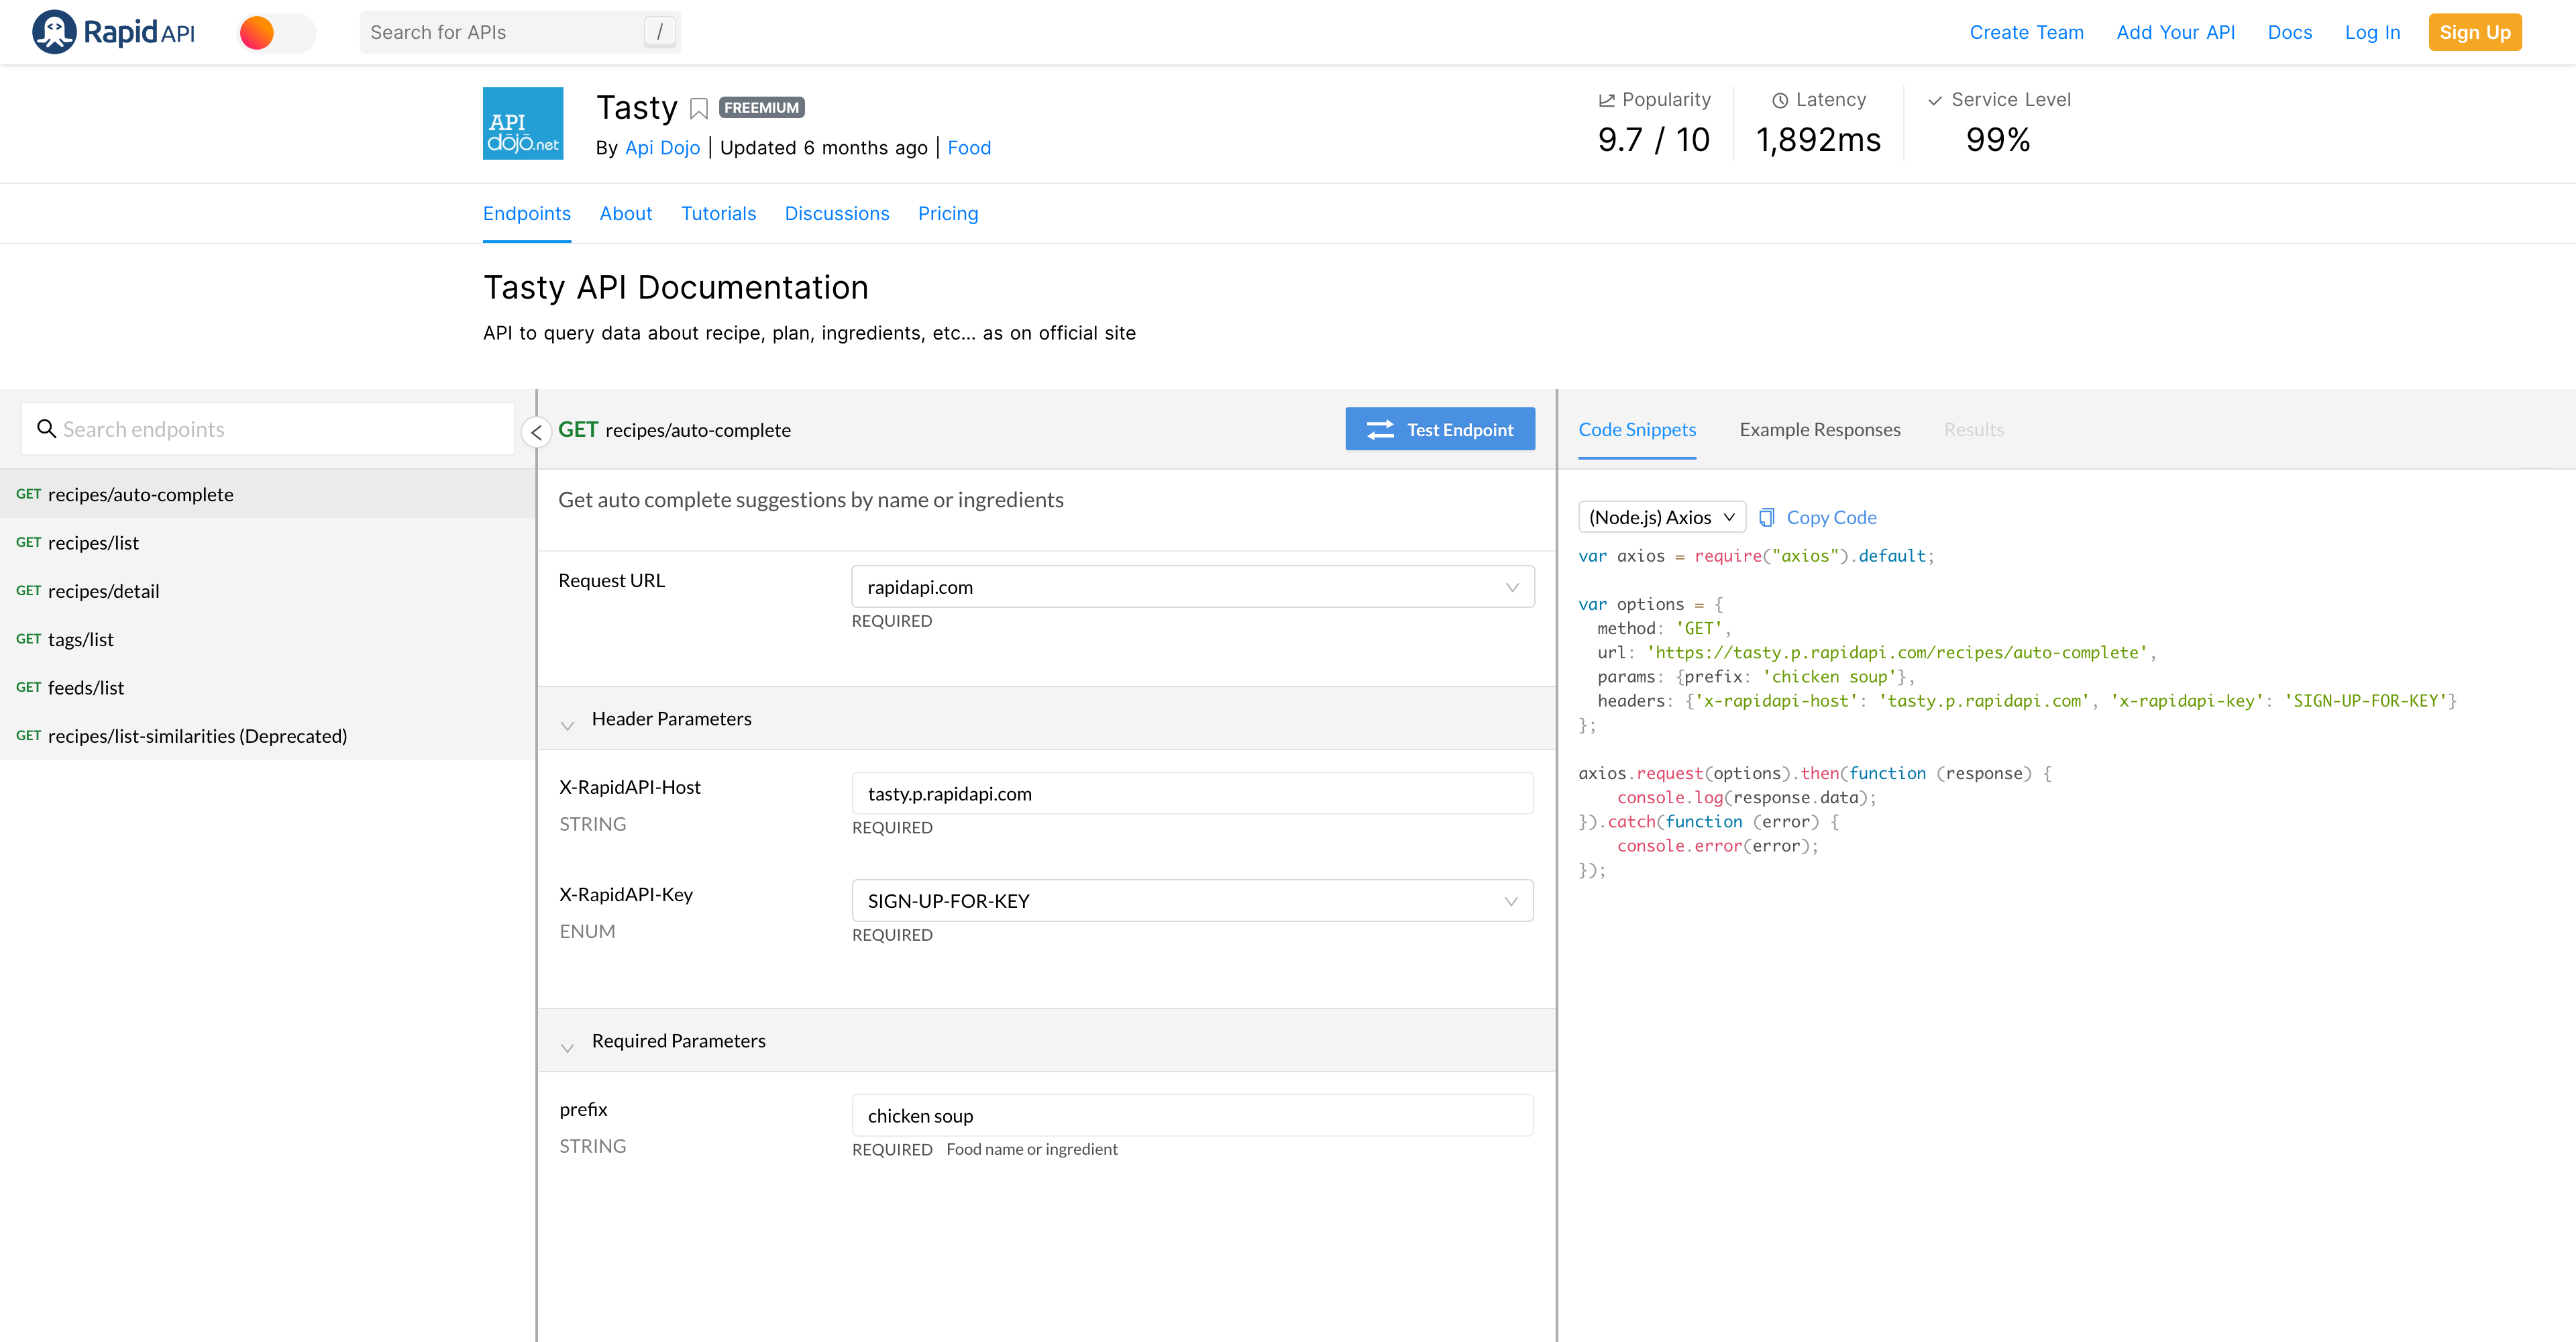 RapidAPI
Search for APIs /
Create Team Add Your API Docs Log In Sign Up
API dōjō.net
Tasty FREEMIUM
By Api Dojo | Updated 6 months ago | Food
Popularity
9.7 / 10
Latency
1,892ms
Service Level
99%
Endpoints About Tutorials Discussions Pricing
Tasty API Documentation
API to query data about recipe, plan, ingredients, etc... as on official site
Search endpoints
GET recipes/auto-complete
GET recipes/list
GET recipes/detail
GET tags/list
GET feeds/list
GET recipes/list-similarities (Deprecated)
GET recipes/auto-complete
Test Endpoint
Get auto complete suggestions by name or ingredients
Request URL
rapidapi.com
REQUIRED
Header Parameters
X-RapidAPI-Host
STRING
tasty.p.rapidapi.com
REQUIRED
X-RapidAPI-Key
ENUM
SIGN-UP-FOR-KEY
REQUIRED
Required Parameters
prefix
STRING
chicken soup
REQUIRED Food name or ingredient
Code Snippets Example Responses Results
(Node.js) Axios Copy Code
var axios = require("axios").default;
var options = {
method: 'GET',
url: 'https://tasty.p.rapidapi.com/recipes/auto-complete',
params: {prefix: 'chicken soup'},
headers: {'x-rapidapi-host': 'tasty.p.rapidapi.com', 'x-rapidapi-key': 'SIGN-UP-FOR-KEY'}
};
axios.request(options).then(function (response) {
console.log(response.data);
}).catch(function (error) {
console.error(error);
});